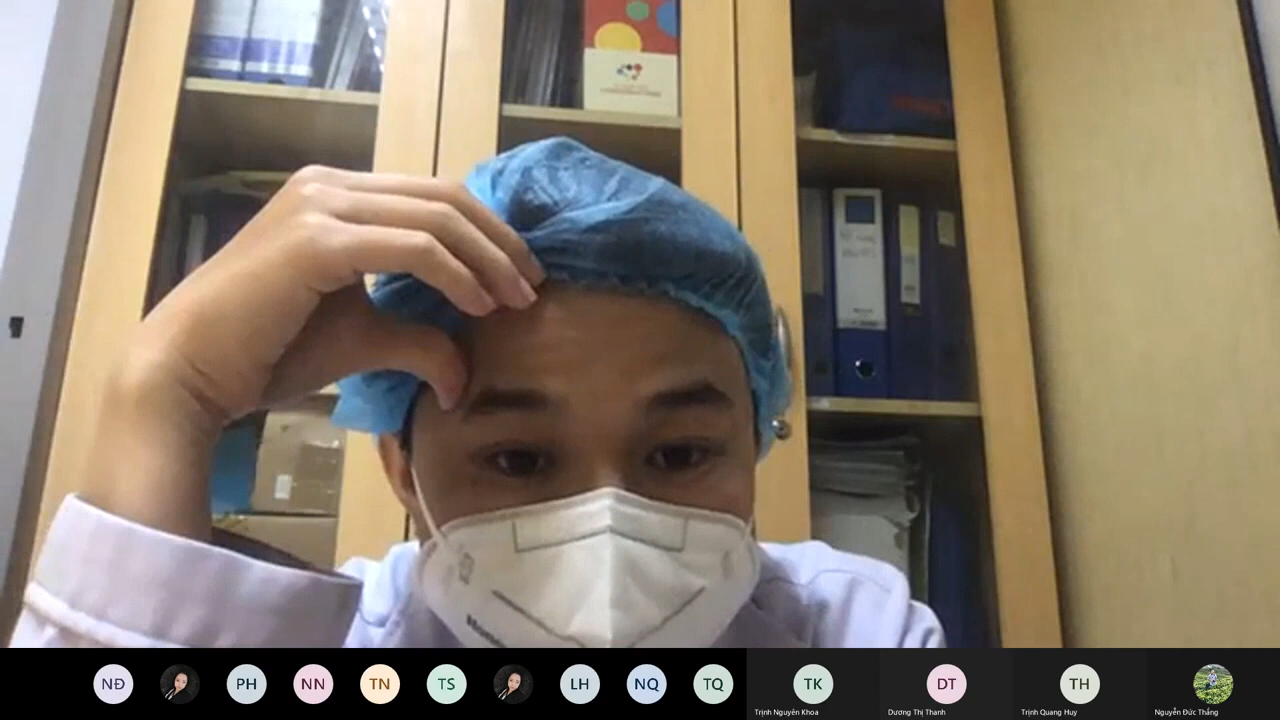 NĐ
PH
NN
TN
TS
LH
NQ
TQ
TK
DT
TH
Trịnh Nguyên Khoa
Dương Thị Thanh
Trịnh Quang Huy
Nguyễn Đức Thắng